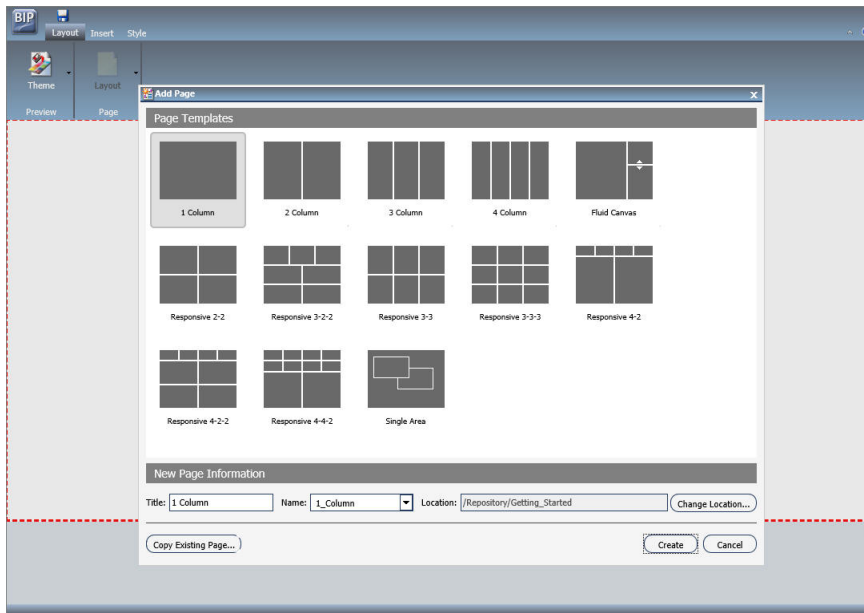 BIP
Layout Insert Style
Theme Layout
Preview Page
Add Page x
Page Templates
1 Column 2 Column 3 Column 4 Column Fluid Canvas
Responsive 2-2 Responsive 3-2-2 Responsive 3-3 Responsive 3-3-3 Responsive 4-2
Responsive 4-2-2 Responsive 4-4-2 Single Area
New Page Information
Title: 1 Column Name: 1_Column Location: /Repository/Getting_Started Change Location...
Copy Existing Page... Create Cancel